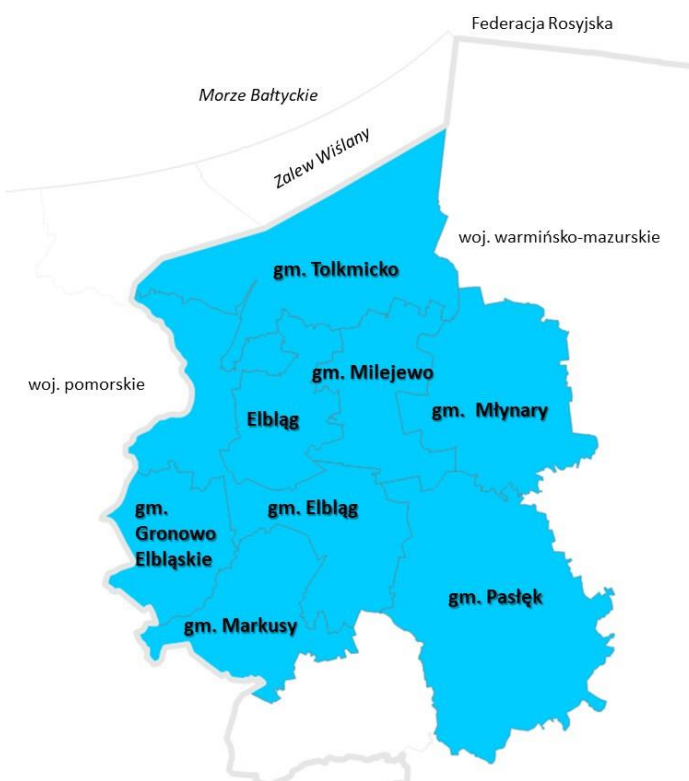 Federacja Rosyjska
Morze Bałtyckie
Zalew Wiślany
woj. warmińsko-mazurskie
gm. Tolkmicko
woj. pomorskie
gm. Milejewo
gm. Młynary
Elbląg
gm.
Gronowo
Elbląskie
gm. Elbląg
gm. Pasłęk
gm. Markusy